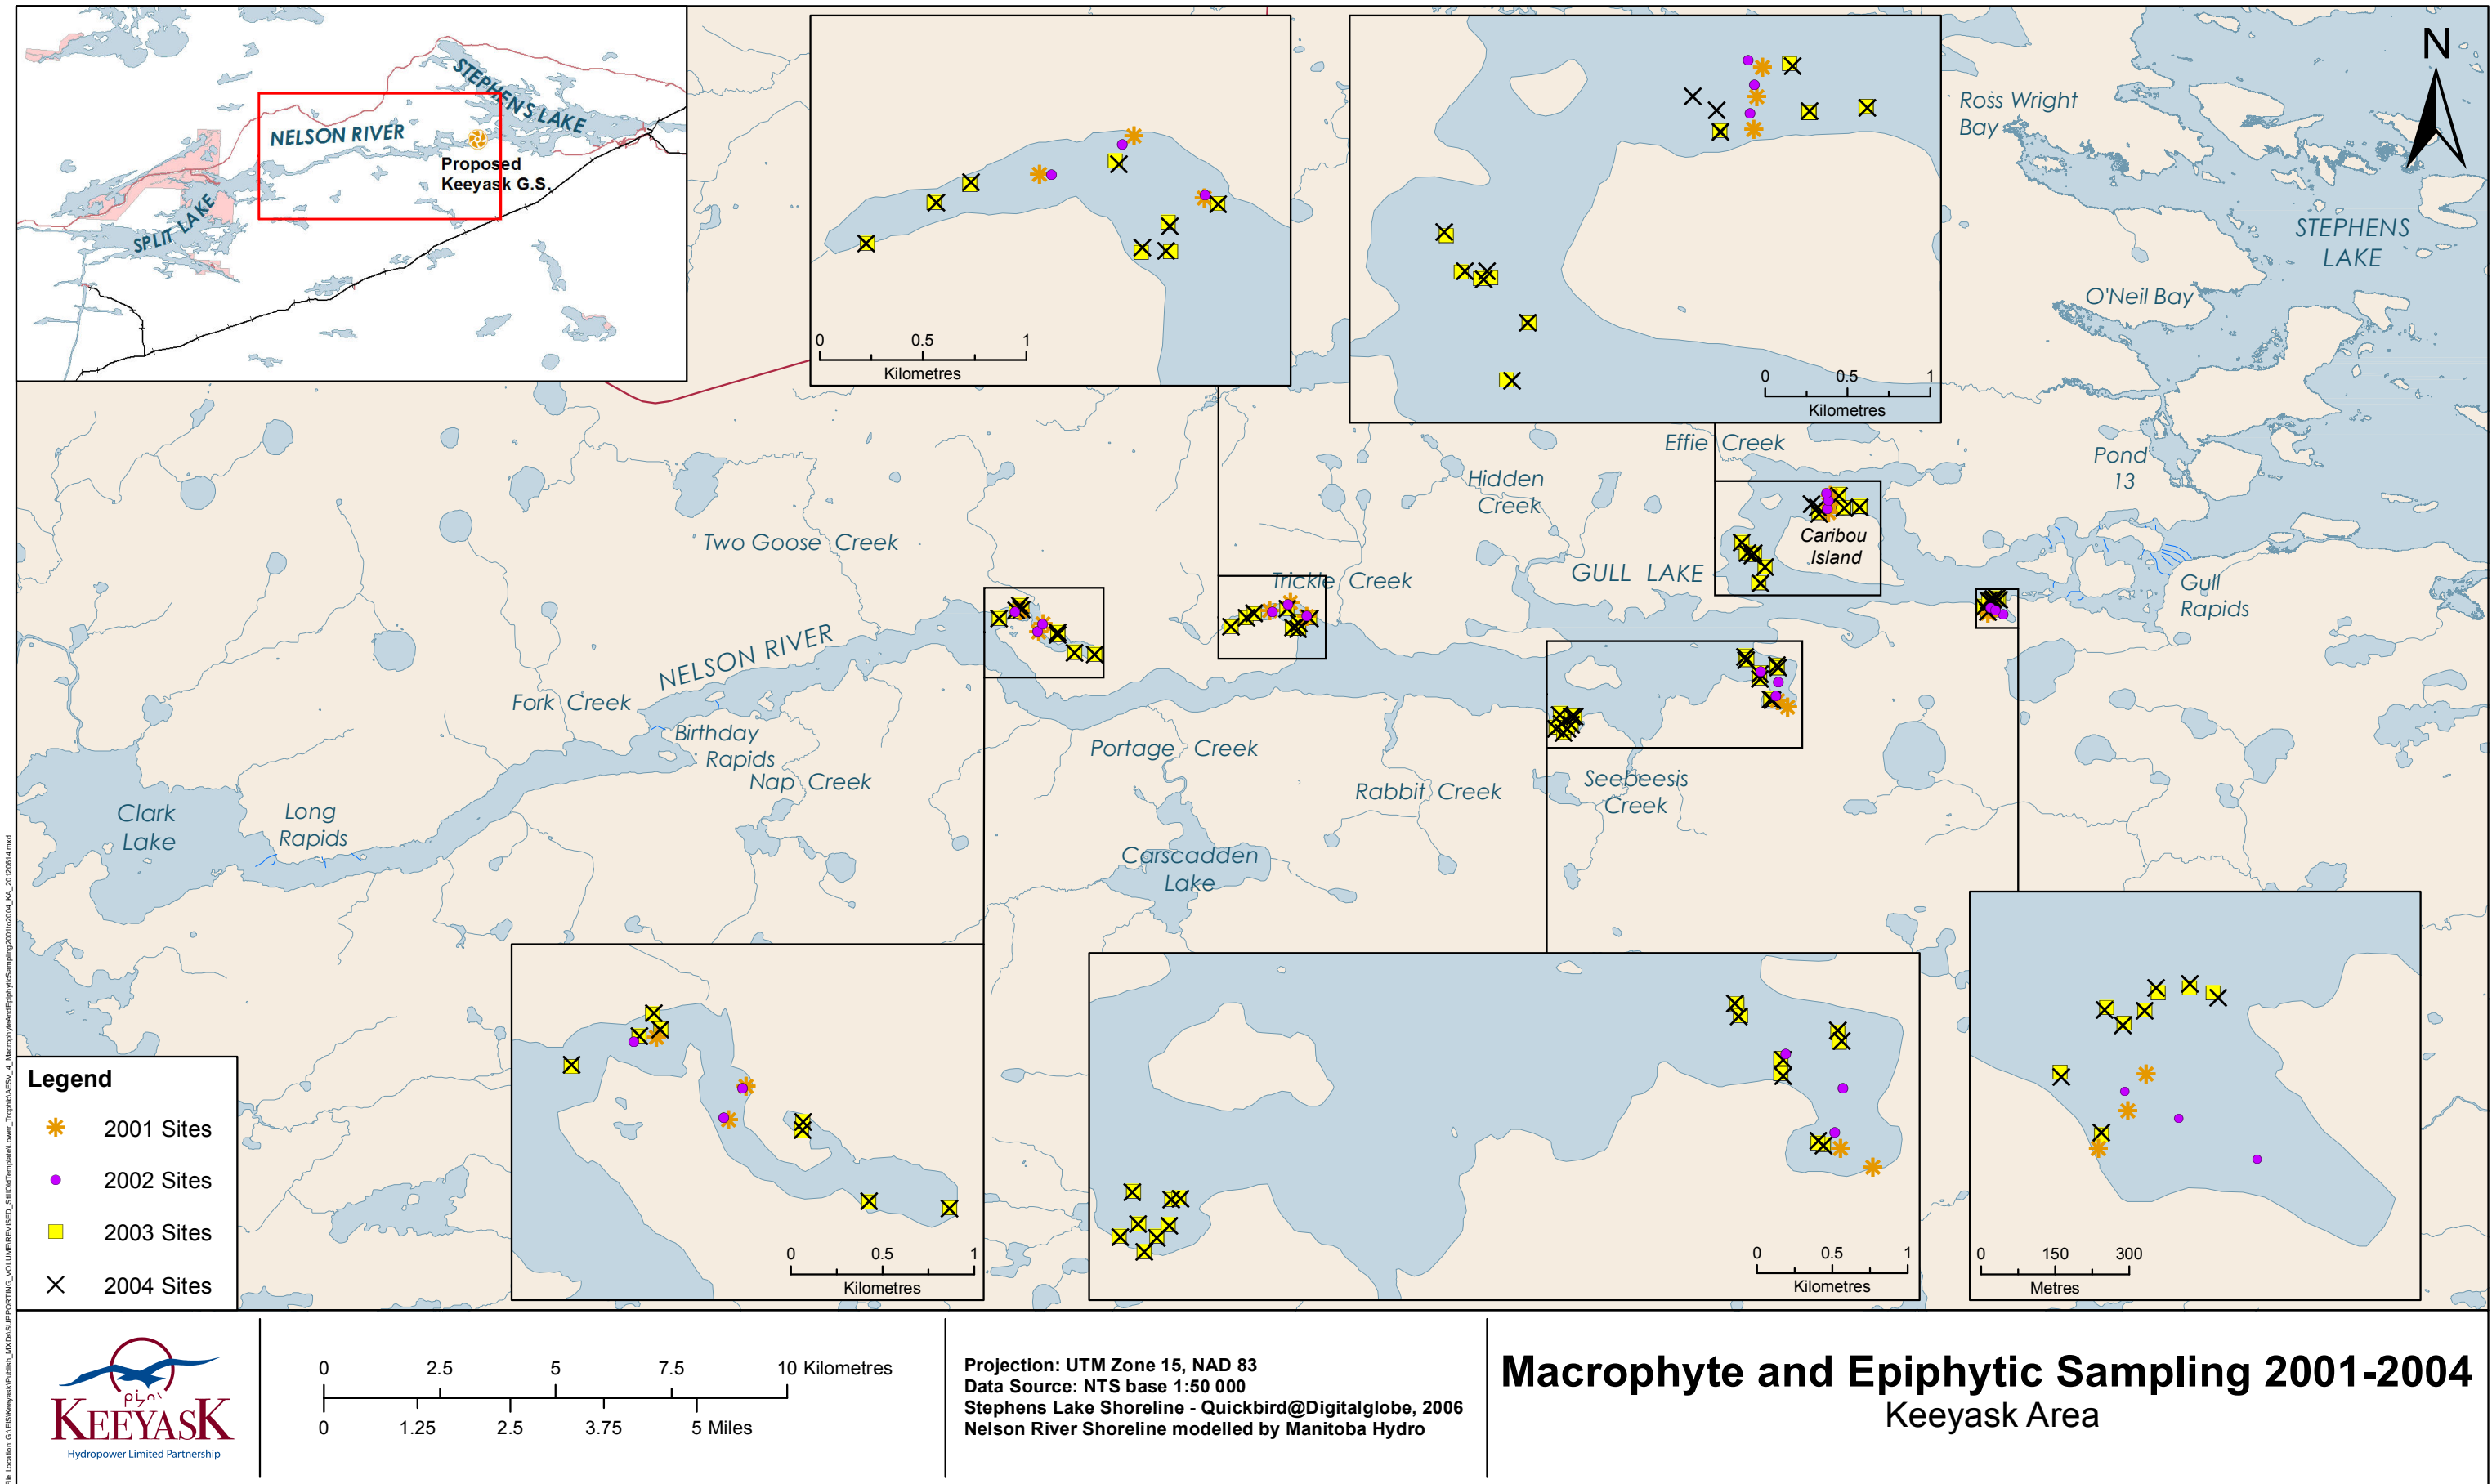 STEPHENS LAKE
NELSON RIVER
Proposed
Keeyask G.S.
SPLIT LAKE
0 0.5 1
Kilometres
0 0.5 1
Kilometres
N
Ross Wright
Bay
STEPHENS
LAKE
O'Neil Bay
Effie Creek
Pond
13
Hidden
Creek
Two Goose Creek
Caribou
Island
GULL LAKE
Trickle Creek
Gull
Rapids
NELSON RIVER
Fork Creek
Birthday
Rapids
Nap Creek
Portage Creek
Rabbit Creek
Seebeesis
Creek
Clark
Lake
Long
Rapids
Carscadden
Lake
Legend
2001 Sites
2002 Sites
2003 Sites
2004 Sites
0 0.5 1
Kilometres
0 0.5 1
Kilometres
0 150 300
Metres
KEEYASK
Hydropower Limited Partnership
0 2.5 5 7.5 10 Kilometres
0 1.25 2.5 3.75 5 Miles
Projection: UTM Zone 15, NAD 83
Data Source: NTS base 1:50 000
Stephens Lake Shoreline - Quickbird@Digitalglobe, 2006
Nelson River Shoreline modelled by Manitoba Hydro
Macrophyte and Epiphytic Sampling 2001-2004
Keeyask Area